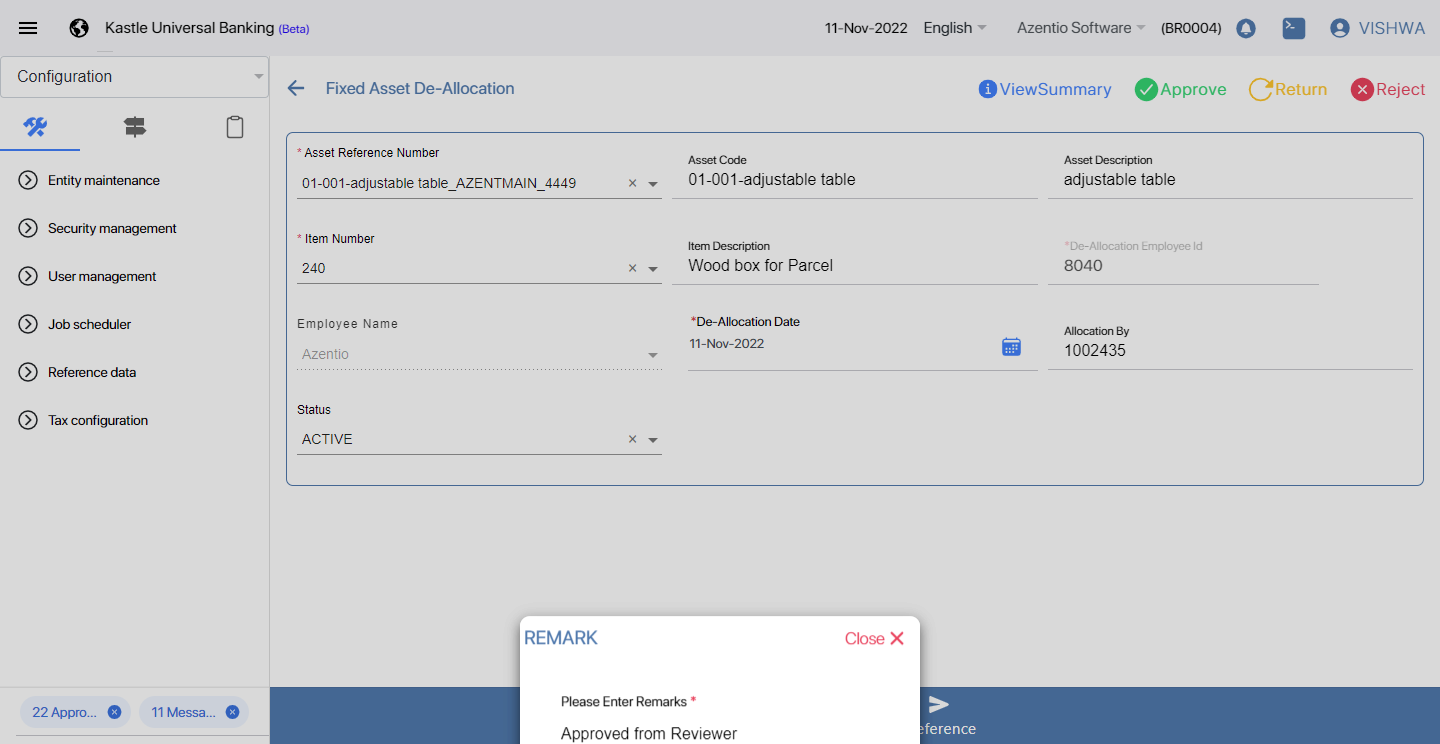 Kastle Universal Banking (Beta)
11-Nov-2022 English Azentio Software (BR0004) VISHWA
Configuration
Entity maintenance
Security management
User management
Job scheduler
Reference data
Tax configuration
22 Appro... 11 Messa...
Fixed Asset De-Allocation
ViewSummary Approve Return Reject
* Asset Reference Number
01-001-adjustable table_AZENTMAIN_4449
Asset Code
01-001-adjustable table
Asset Description
adjustable table
* Item Number
240
Item Description
Wood box for Parcel
*De-Allocation Employee Id
8040
Employee Name
Azentio
*De-Allocation Date
11-Nov-2022
Allocation By
1002435
Status
ACTIVE
REMARK Close
Please Enter Remarks *
Approved from Reviewer